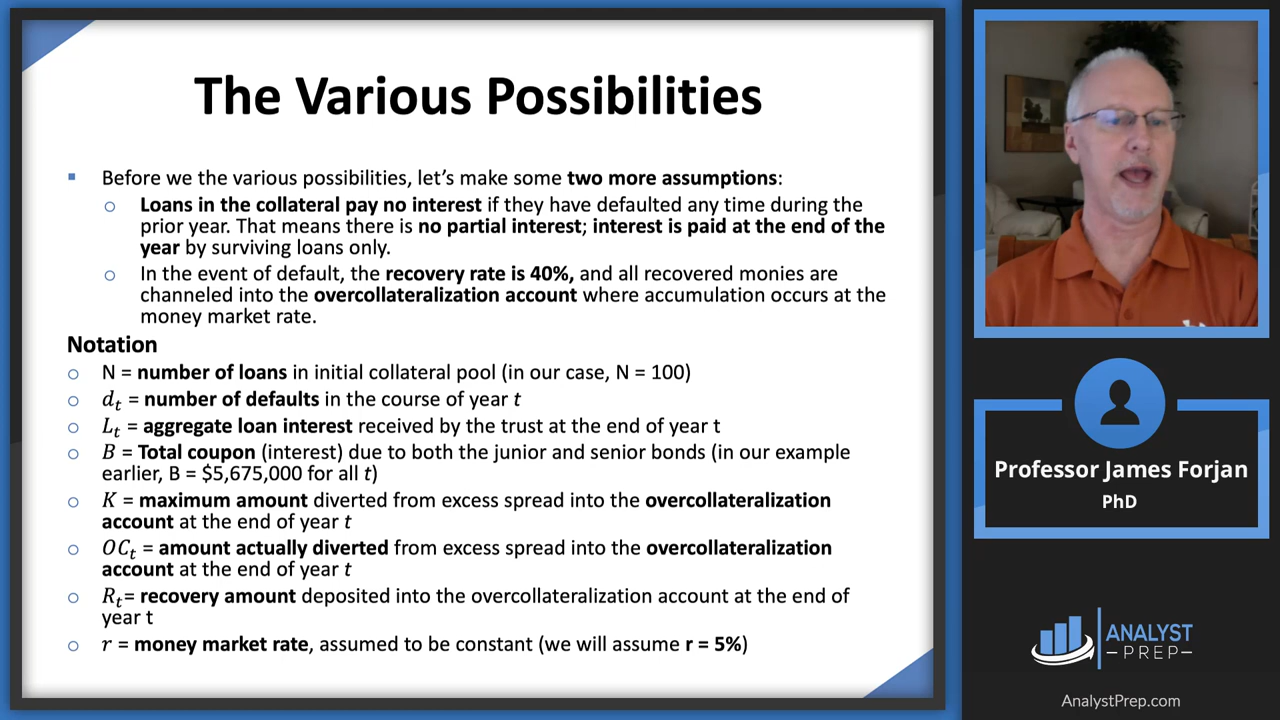 The Various Possibilities
Before we the various possibilities, let's make some two more assumptions:
Loans in the collateral pay no interest if they have defaulted any time during the
prior year. That means there is no partial interest; interest is paid at the end of the
year by surviving loans only.
In the event of default, the recovery rate is 40%, and all recovered monies are
channeled into the overcollateralization account where accumulation occurs at the
money market rate.
Notation
N = number of loans in initial collateral pool (in our case, N = 100)
dₜ = number of defaults in the course of year t
Lₜ = aggregate loan interest received by the trust at the end of year t
B = Total coupon (interest) due to both the junior and senior bonds (in our example
earlier, B = $5,675,000 for all t)
K = maximum amount diverted from excess spread into the overcollateralization
account at the end of year t
OCₜ = amount actually diverted from excess spread into the overcollateralization
account at the end of year t
Rₜ= recovery amount deposited into the overcollateralization account at the end of
year t
r = money market rate, assumed to be constant (we will assume r = 5%)
Professor James Forjan
PhD
ANALYST
–PREP–
AnalystPrep.com